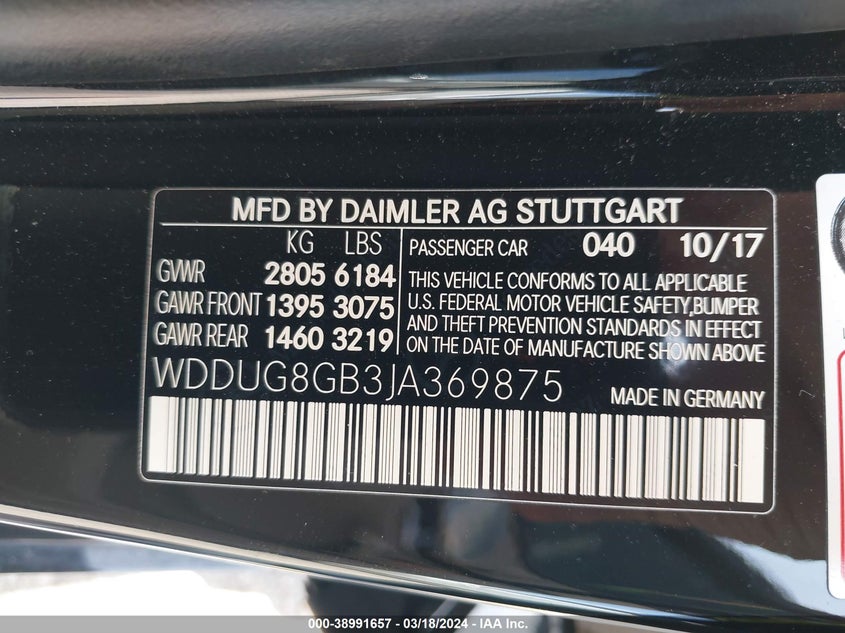 MFD BY DAIMLER AG STUTTGART
KG LBS
GVWR 2805 6184
GAWR FRONT 1395 3075
GAWR REAR 1460 3219
PASSENGER CAR 040 10/17
THIS VEHICLE CONFORMS TO ALL APPLICABLE
U.S. FEDERAL MOTOR VEHICLE SAFETY,BUMPER
AND THEFT PREVENTION STANDARDS IN EFFECT
ON THE DATE OF MANUFACTURE SHOWN ABOVE
WDDUG8GB3JA369875 MADE IN GERMANY
000-38991657 / 03/18/2024 - IAA Inc.